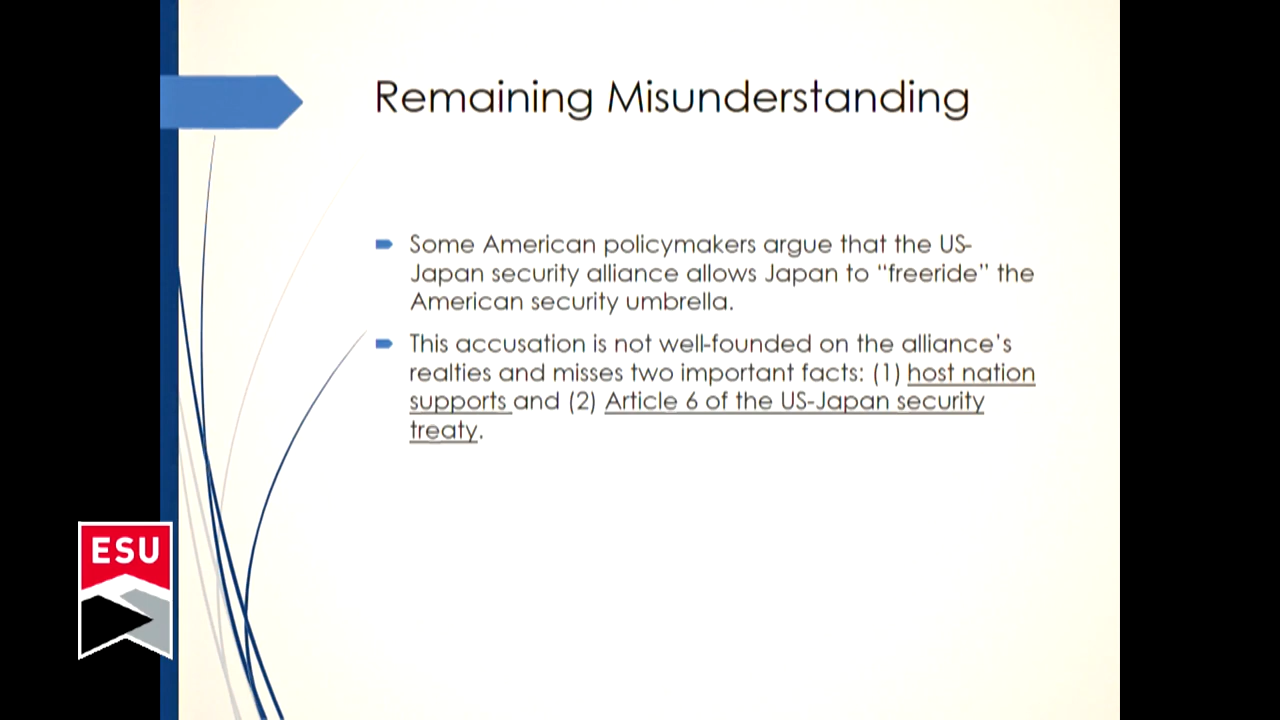 Remaining Misunderstanding
Some American policymakers argue that the US-
Japan security alliance allows Japan to “freeride” the
American security umbrella.
This accusation is not well-founded on the alliance’s
realties and misses two important facts: (1) host nation
supports and (2) Article 6 of the US-Japan security
treaty.
ESU